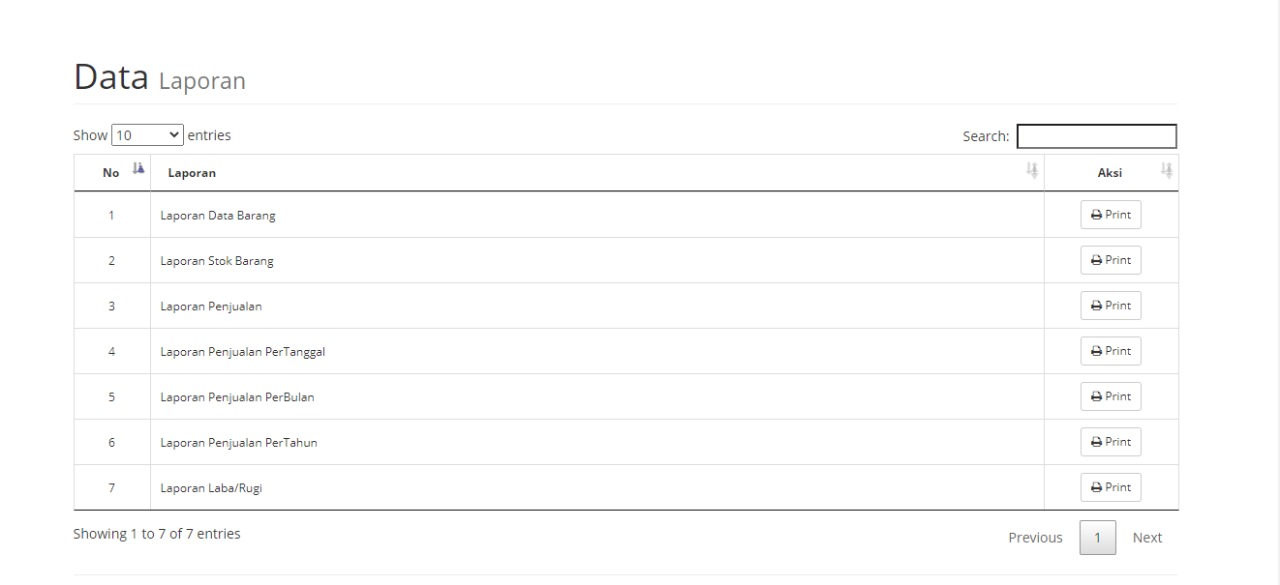 Data Laporan
Show 10 entries Search:
No Laporan Aksi
1 Laporan Data Barang Print
2 Laporan Stok Barang Print
3 Laporan Penjualan Print
4 Laporan Penjualan PerTanggal Print
5 Laporan Penjualan PerBulan Print
6 Laporan Penjualan PerTahun Print
7 Laporan Laba/Rugi Print
Showing 1 to 7 of 7 entries Previous 1 Next